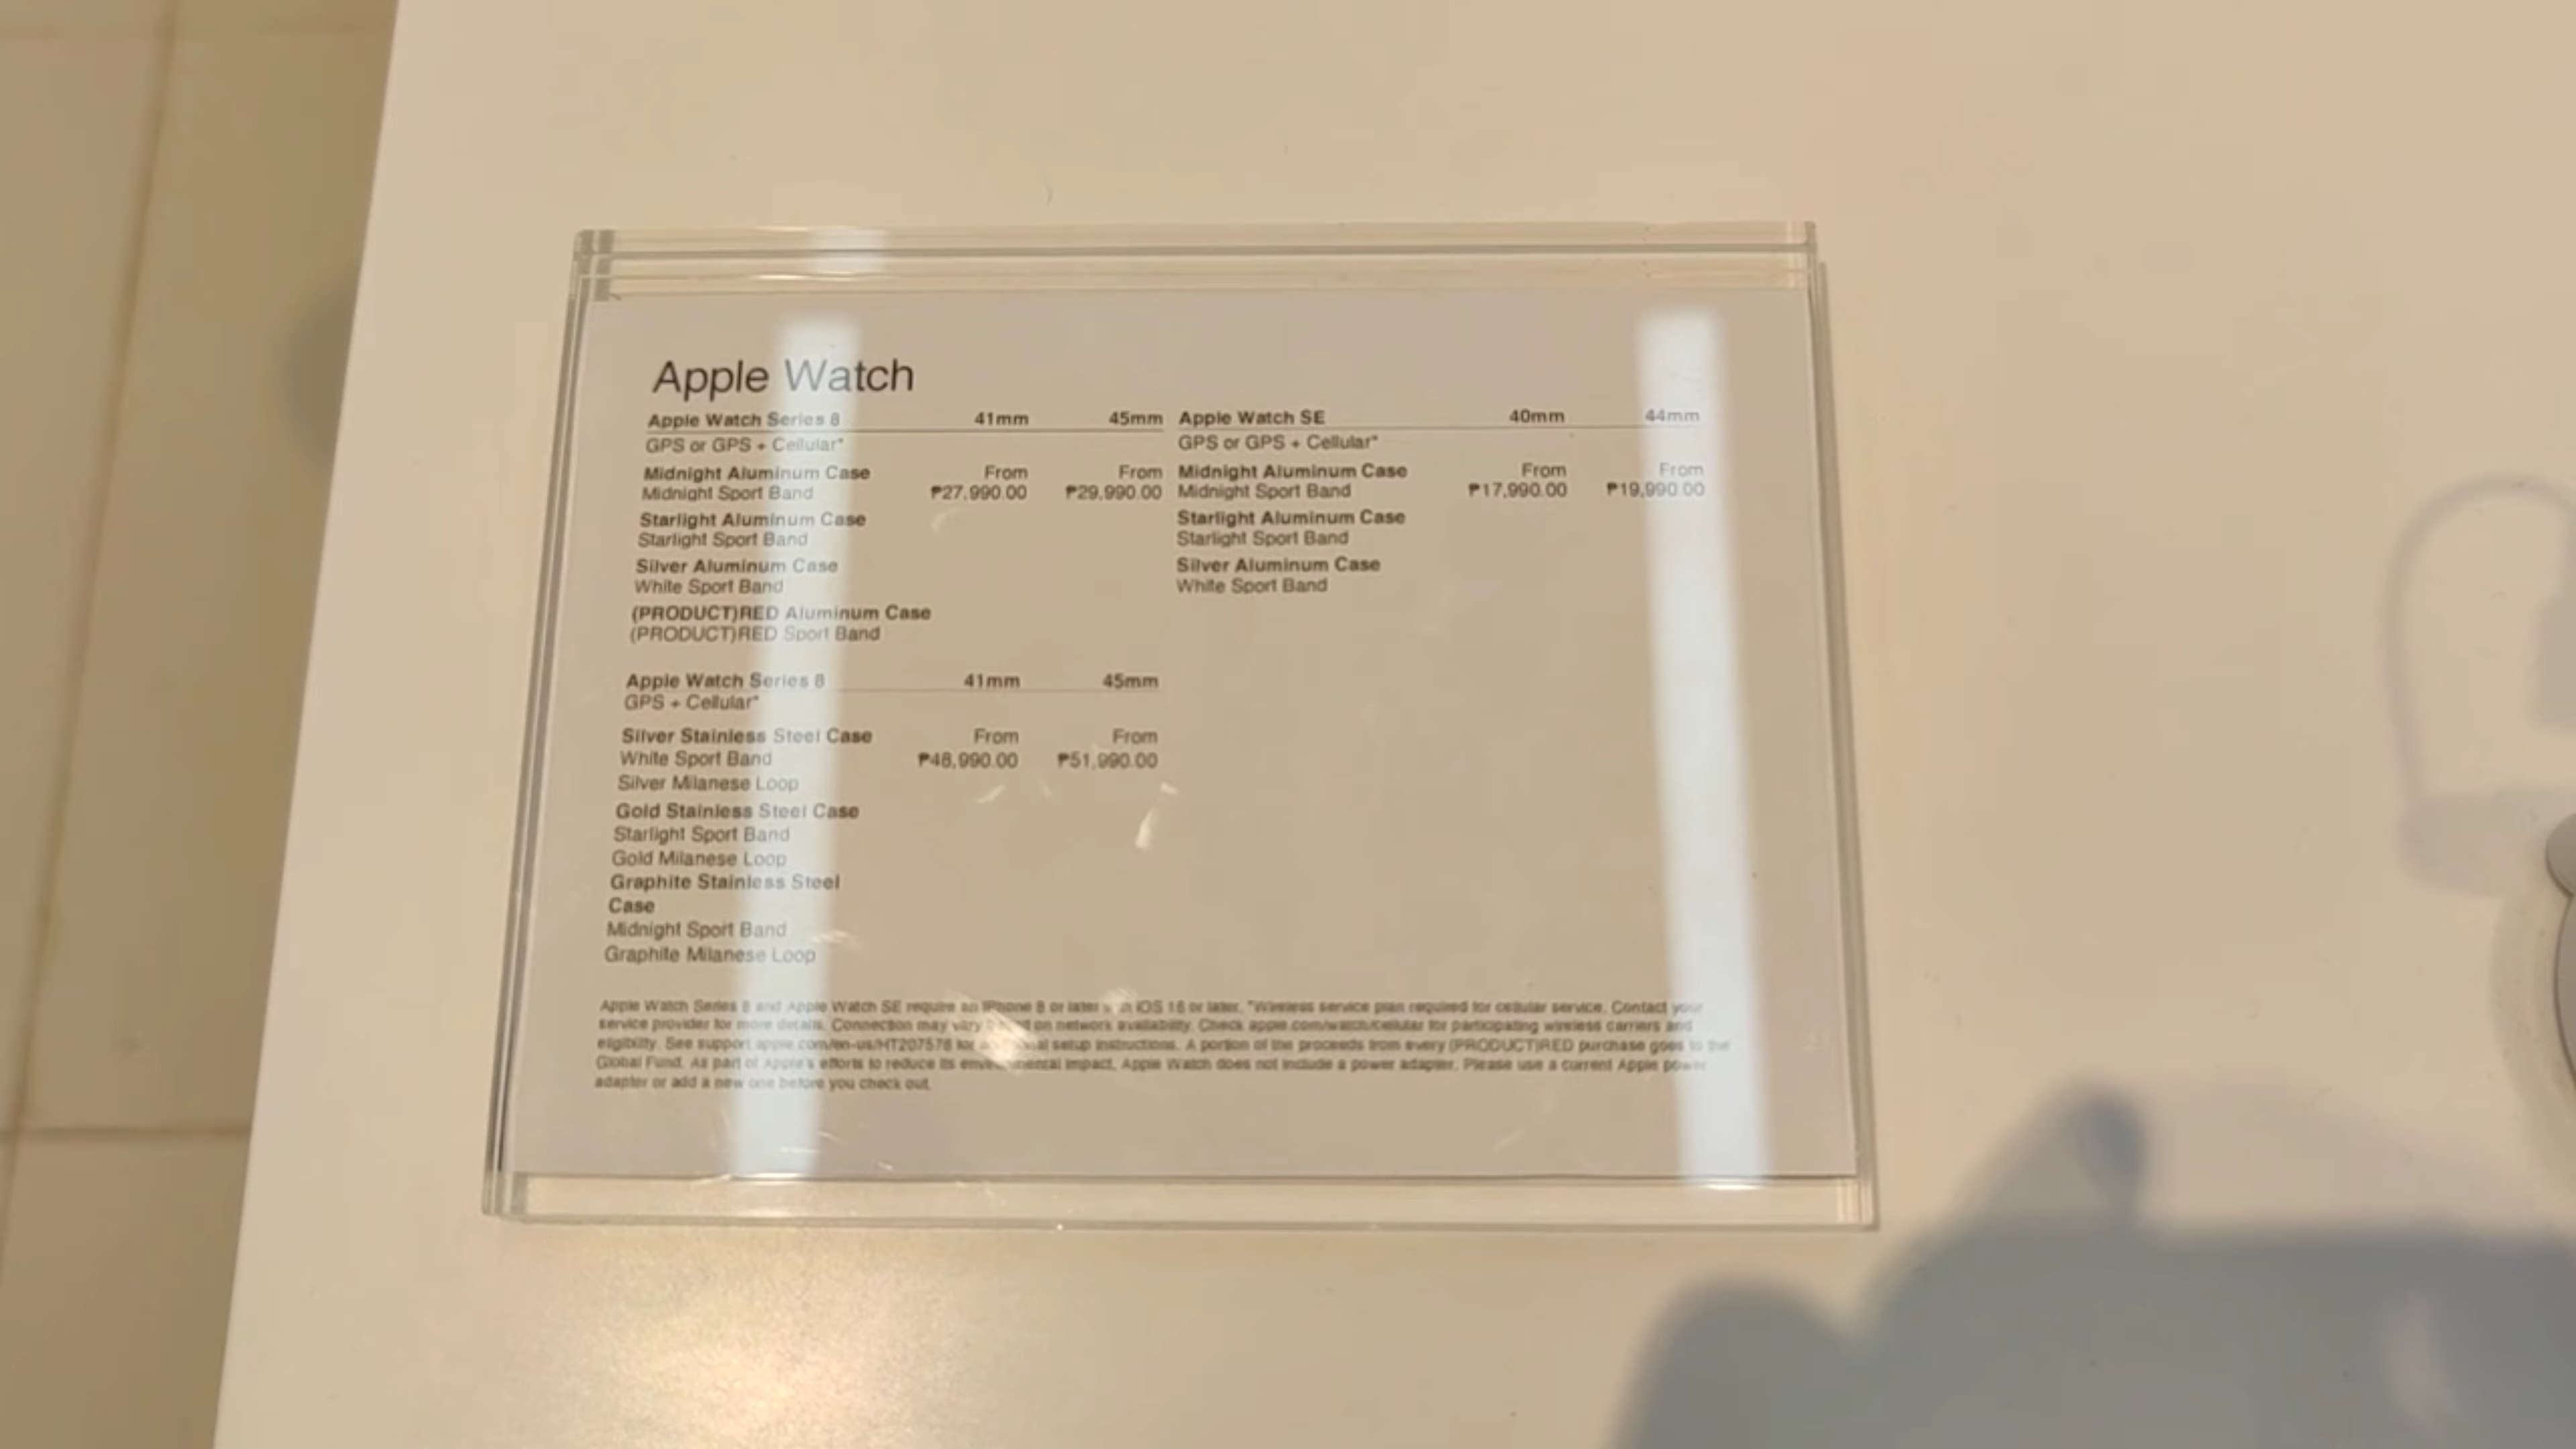 Apple Watch
Apple Watch Series 8 41mm 45mm
GPS or GPS + Cellular*
Midnight Aluminum Case From From
Midnight Sport Band ₱27,990.00 ₱29,990.00
Starlight Aluminum Case
Starlight Sport Band
Silver Aluminum Case
White Sport Band
(PRODUCT)RED Aluminum Case
(PRODUCT)RED Sport Band
Apple Watch Series 8 41mm 45mm
GPS + Cellular*
Silver Stainless Steel Case From From
White Sport Band ₱48,990.00 ₱51,990.00
Silver Milanese Loop
Gold Stainless Steel Case
Starlight Sport Band
Gold Milanese Loop
Graphite Stainless Steel
Case
Midnight Sport Band
Graphite Milanese Loop
Apple Watch SE 40mm 44mm
GPS or GPS + Cellular*
Midnight Aluminum Case From From
Midnight Sport Band ₱17,990.00 ₱19,990.00
Starlight Aluminum Case
Starlight Sport Band
Silver Aluminum Case
White Sport Band
Apple Watch Series 8 and Apple Watch SE require an iPhone 8 or later iOS 16 or later. *Wireless service plan required for cellular service. Contact your
service provider for more details. Connection may vary on network availability. Check apple.com/watch/cellular for participating wireless carriers and
eligibility. See support.apple.com/en-us/HT207578 for setup instructions. A portion of the proceeds from every (PRODUCT)RED purchase goes to the
Global Fund. As part of Apple's efforts to reduce its environmental impact, Apple Watch does not include a power adapter. Please use a current Apple power
adapter or add a new one before you check out.